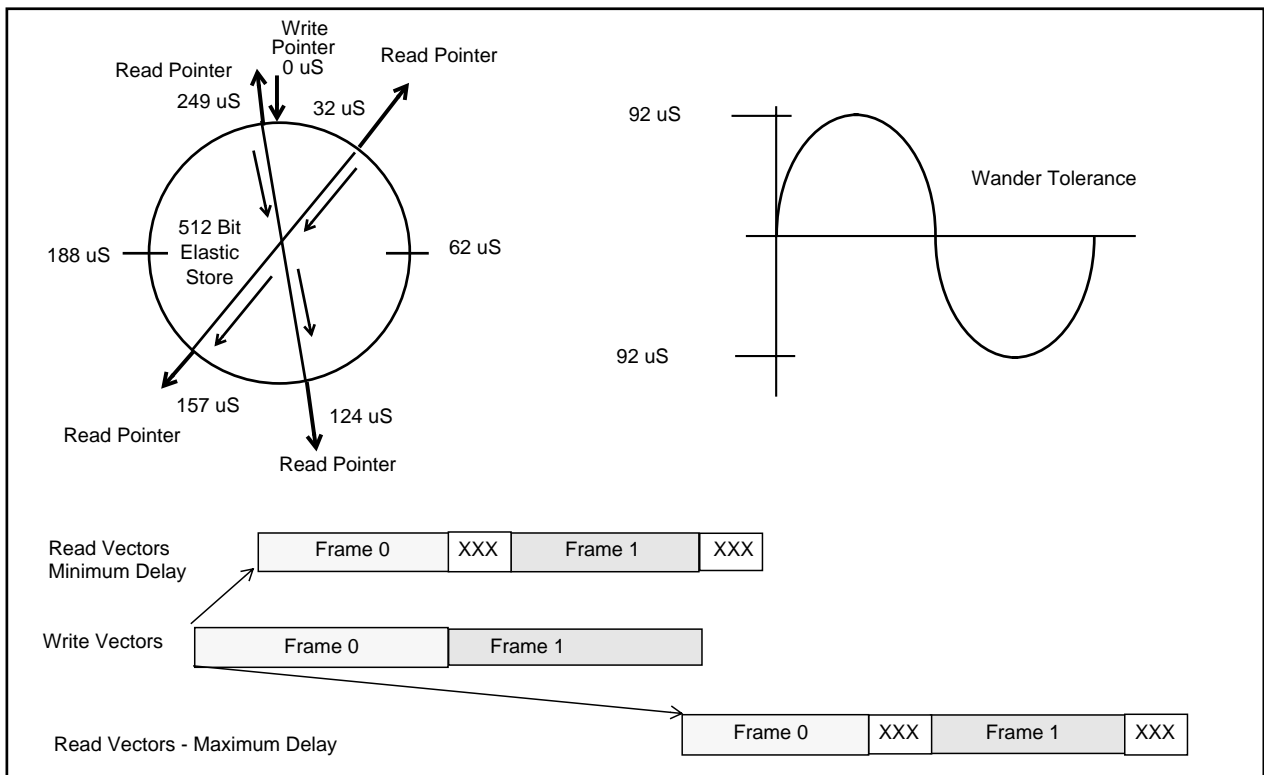 Write
Pointer
0 uS
Read Pointer
Read Pointer
249 uS
32 uS
512 Bit
Elastic
Store
188 uS
62 uS
157 uS
124 uS
Read Pointer
Read Pointer
92 uS
Wander Tolerance
92 uS
Read Vectors
Minimum Delay
Frame 0
XXX
Frame 1
XXX
Write Vectors
Frame 0
Frame 1
Read Vectors - Maximum Delay
Frame 0
XXX
Frame 1
XXX